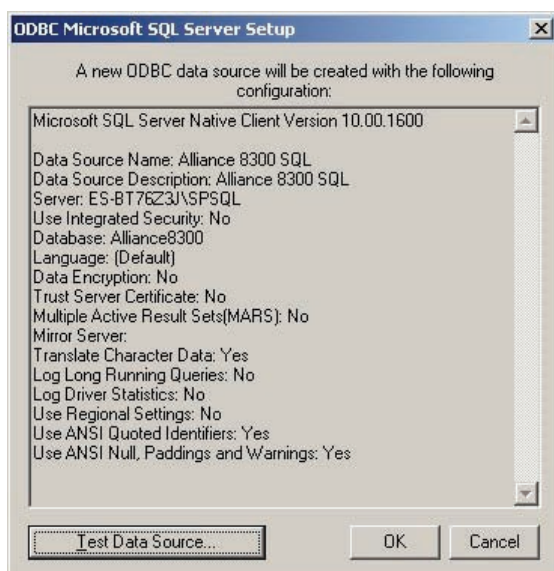 ODBC Microsoft SQL Server Setup
A new ODBC data source will be created with the following
configuration:
Microsoft SQL Server Native Client Version 10.00.1600
Data Source Name: Alliance 8300 SQL
Data Source Description: Alliance 8300 SQL
Server: ES-BT76Z3J\SPSQL
Use Integrated Security: No
Database: Alliance8300
Language: (Default)
Data Encryption: No
Trust Server Certificate: No
Multiple Active Result Sets(MARS): No
Mirror Server:
Translate Character Data: Yes
Log Long Running Queries: No
Log Driver Statistics: No
Use Regional Settings: No
Use ANSI Quoted Identifiers: Yes
Use ANSI Null, Paddings and Warnings: Yes
Test Data Source... OK Cancel